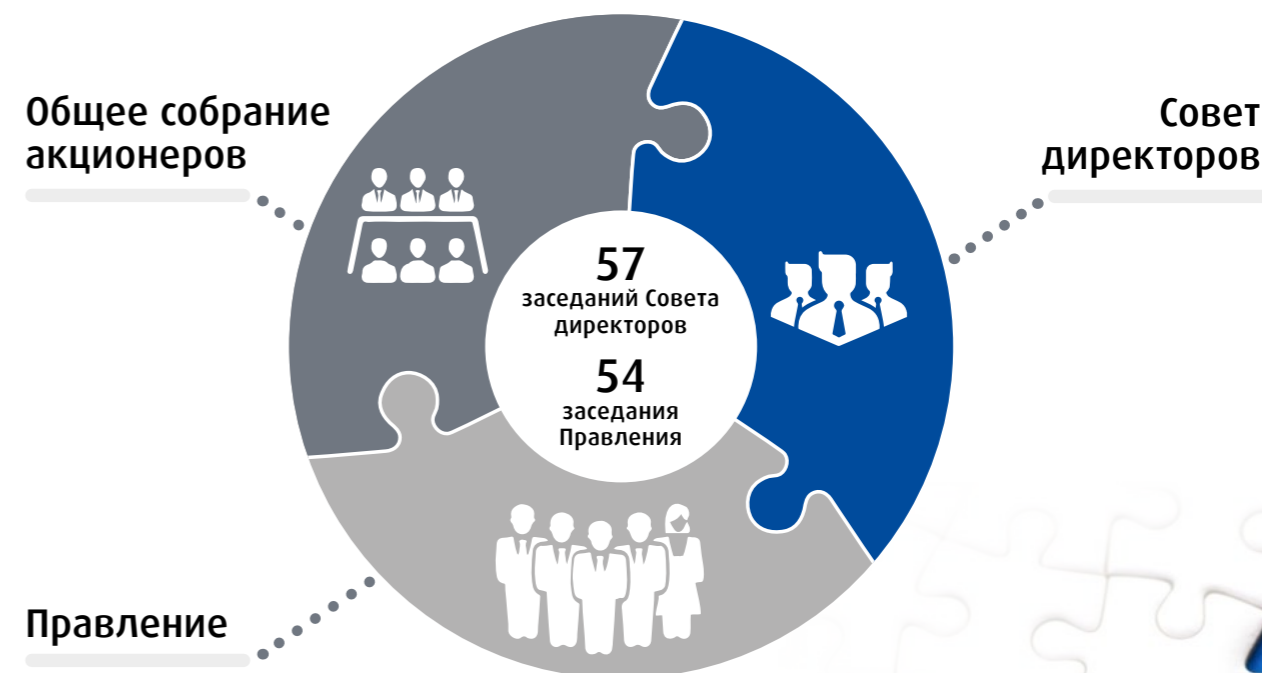 Общее собрание
акционеров
Совет
директоров
57
заседаний Совета
директоров
54
заседания
Правления
Правление